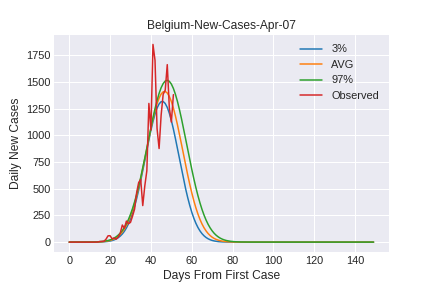 Belgium-New-Cases-Apr-07
3%
AVG
97%
Observed
Daily New Cases
1750
1500
1250
1000
750
500
250
0
0 20 40 60 80 100 120 140
Days From First Case